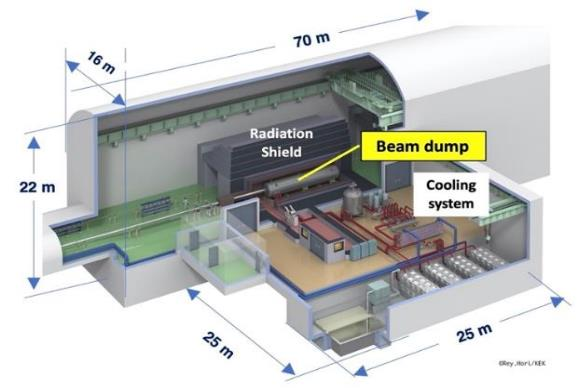 70 m
16 m
Radiation
Shield
Beam dump
22 m
Cooling
system
25 m
25 m
©Rey.Hori/KEK